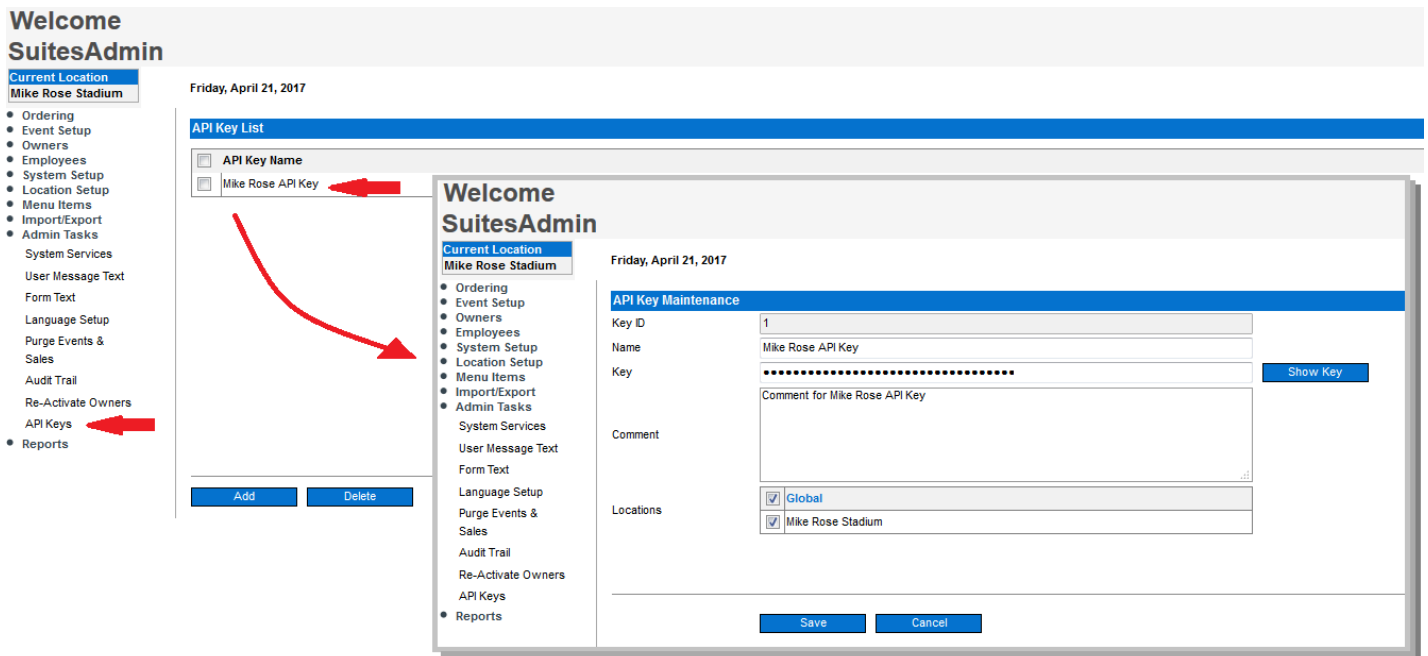 Welcome
SuitesAdmin
Current Location
Mike Rose Stadium
Ordering
Event Setup
Owners
Employees
System Setup
Location Setup
Menu Items
Import/Export
Admin Tasks
System Services
User Message Text
Form Text
Language Setup
Purge Events &
Sales
Audit Trail
Re-Activate Owners
API Keys
Reports
Friday, April 21, 2017
API Key List
API Key Name
Mike Rose API Key
Add Delete
Welcome
SuitesAdmin
Current Location
Mike Rose Stadium
Ordering
Event Setup
Owners
Employees
System Setup
Location Setup
Menu Items
Import/Export
Admin Tasks
System Services
User Message Text
Form Text
Language Setup
Purge Events &
Sales
Audit Trail
Re-Activate Owners
API Keys
Reports
Friday, April 21, 2017
API Key Maintenance
Key ID 1
Name Mike Rose API Key
Key Show Key
Comment Comment for Mike Rose API Key
Locations Global
Mike Rose Stadium
Save Cancel